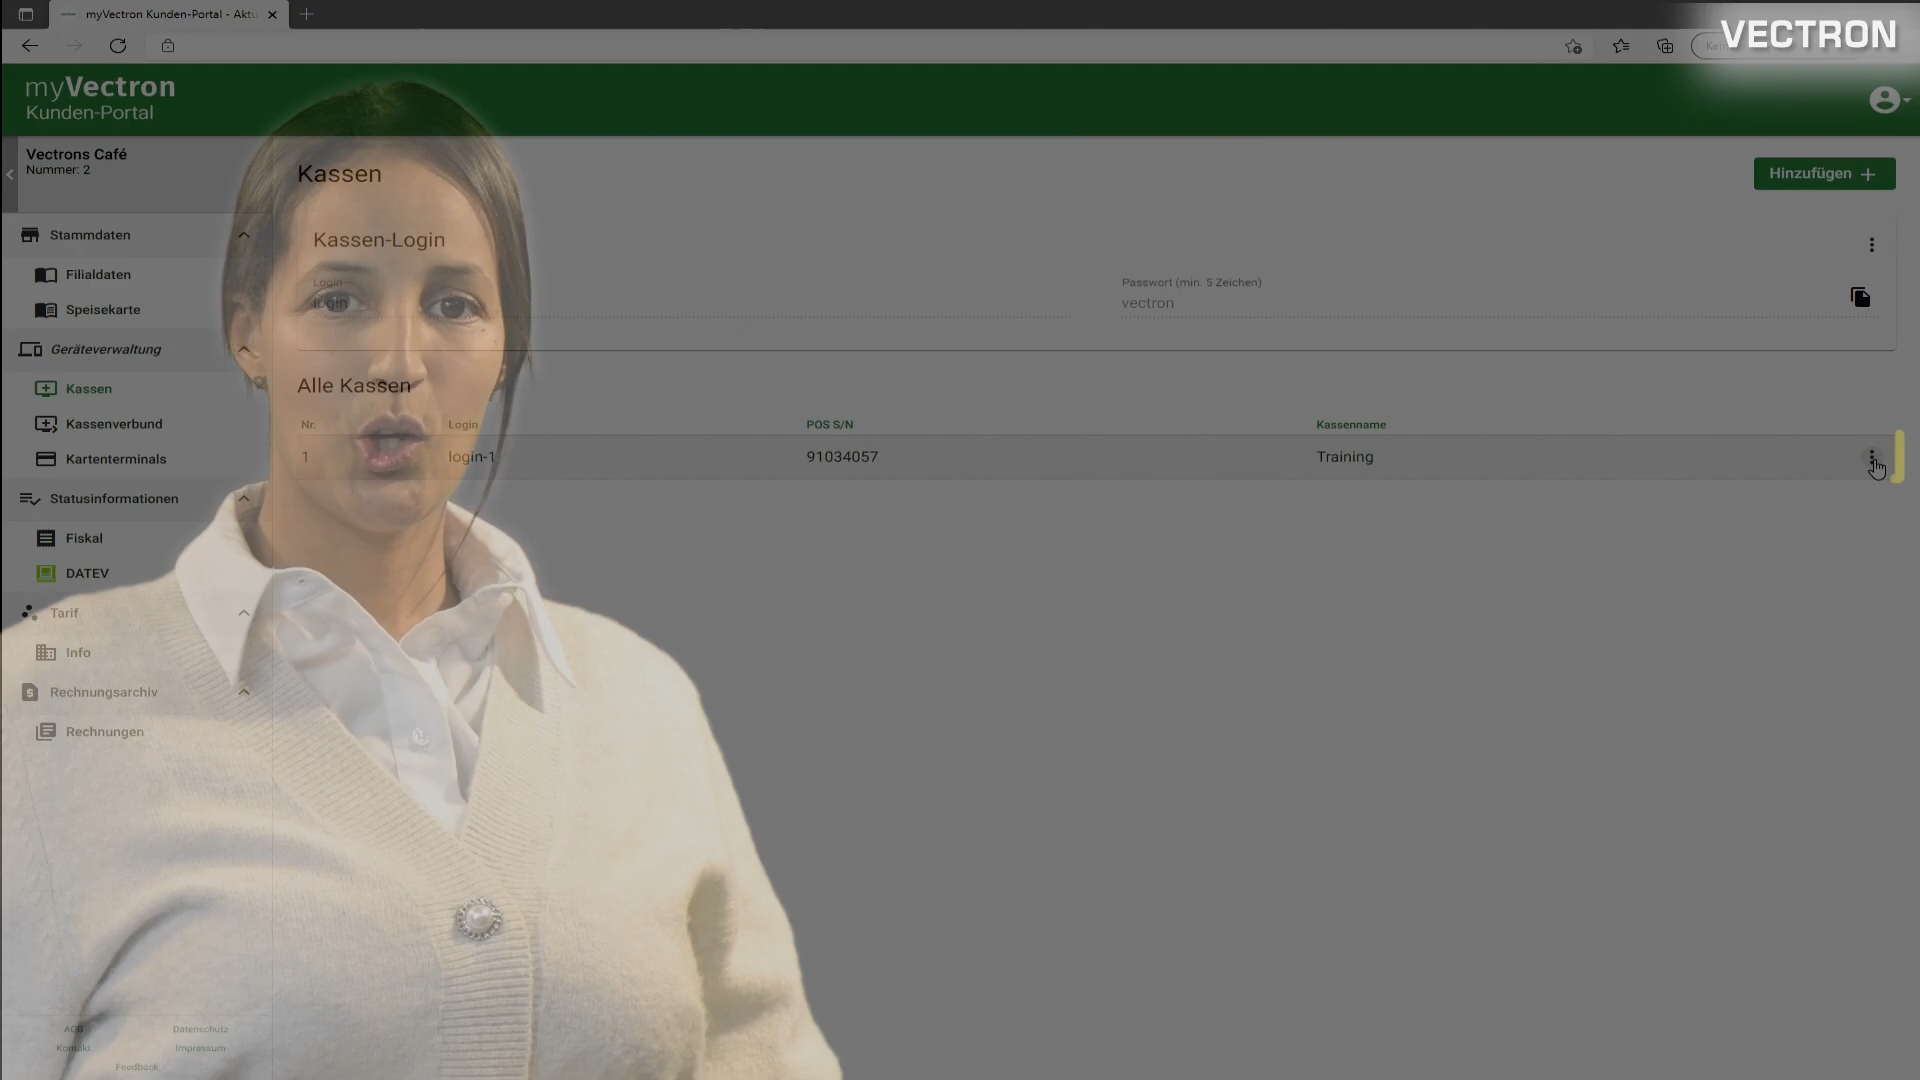 myVectron Kunden-Portal - Aktu
VECTRON
myVectron
Kunden-Portal
Vectrons Café
Nummer: 2
Kassen
Hinzufügen
Stammdaten
Kassen-Login
Filialdaten
Login
login
Passwort (min. 5 Zeichen)
vectron
Speisekarte
Geräteverwaltung
Kassen
Alle Kassen
Kassenverbund
Nr.
Login
POS S/N
Kassenname
Kartenterminals
1
login-1
91034057
Training
Statusinformationen
Fiskal
DATEV
Tarif
Info
Rechnungsarchiv
Rechnungen
AGB
Datenschutz
Kontakt
Impressum
Feedback